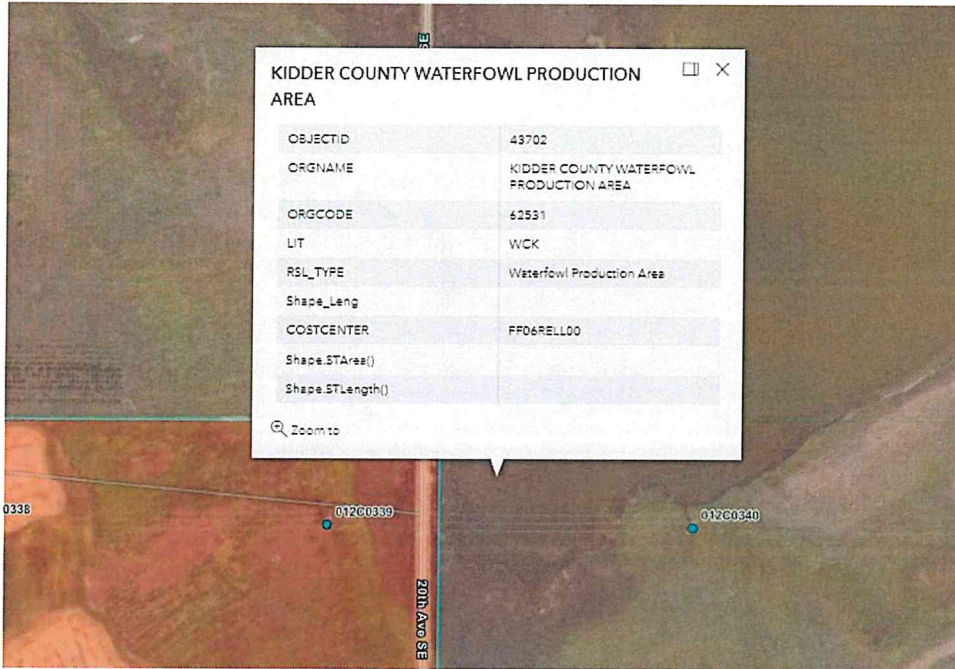 SE
KIDDER COUNTY WATERFOWL PRODUCTION
AREA
OBJECTID 43702
ORGNAME KIDDER COUNTY WATERFOWL
PRODUCTION AREA
ORGCODE 62531
LIT WCK
RSL_TYPE Waterfowl Production Area
Shape_Leng
COSTCENTER FF06RELL00
Shape.STArea()
Shape.STLength()
Zoom to
0338
012C0339
012C0340
20th Ave SE